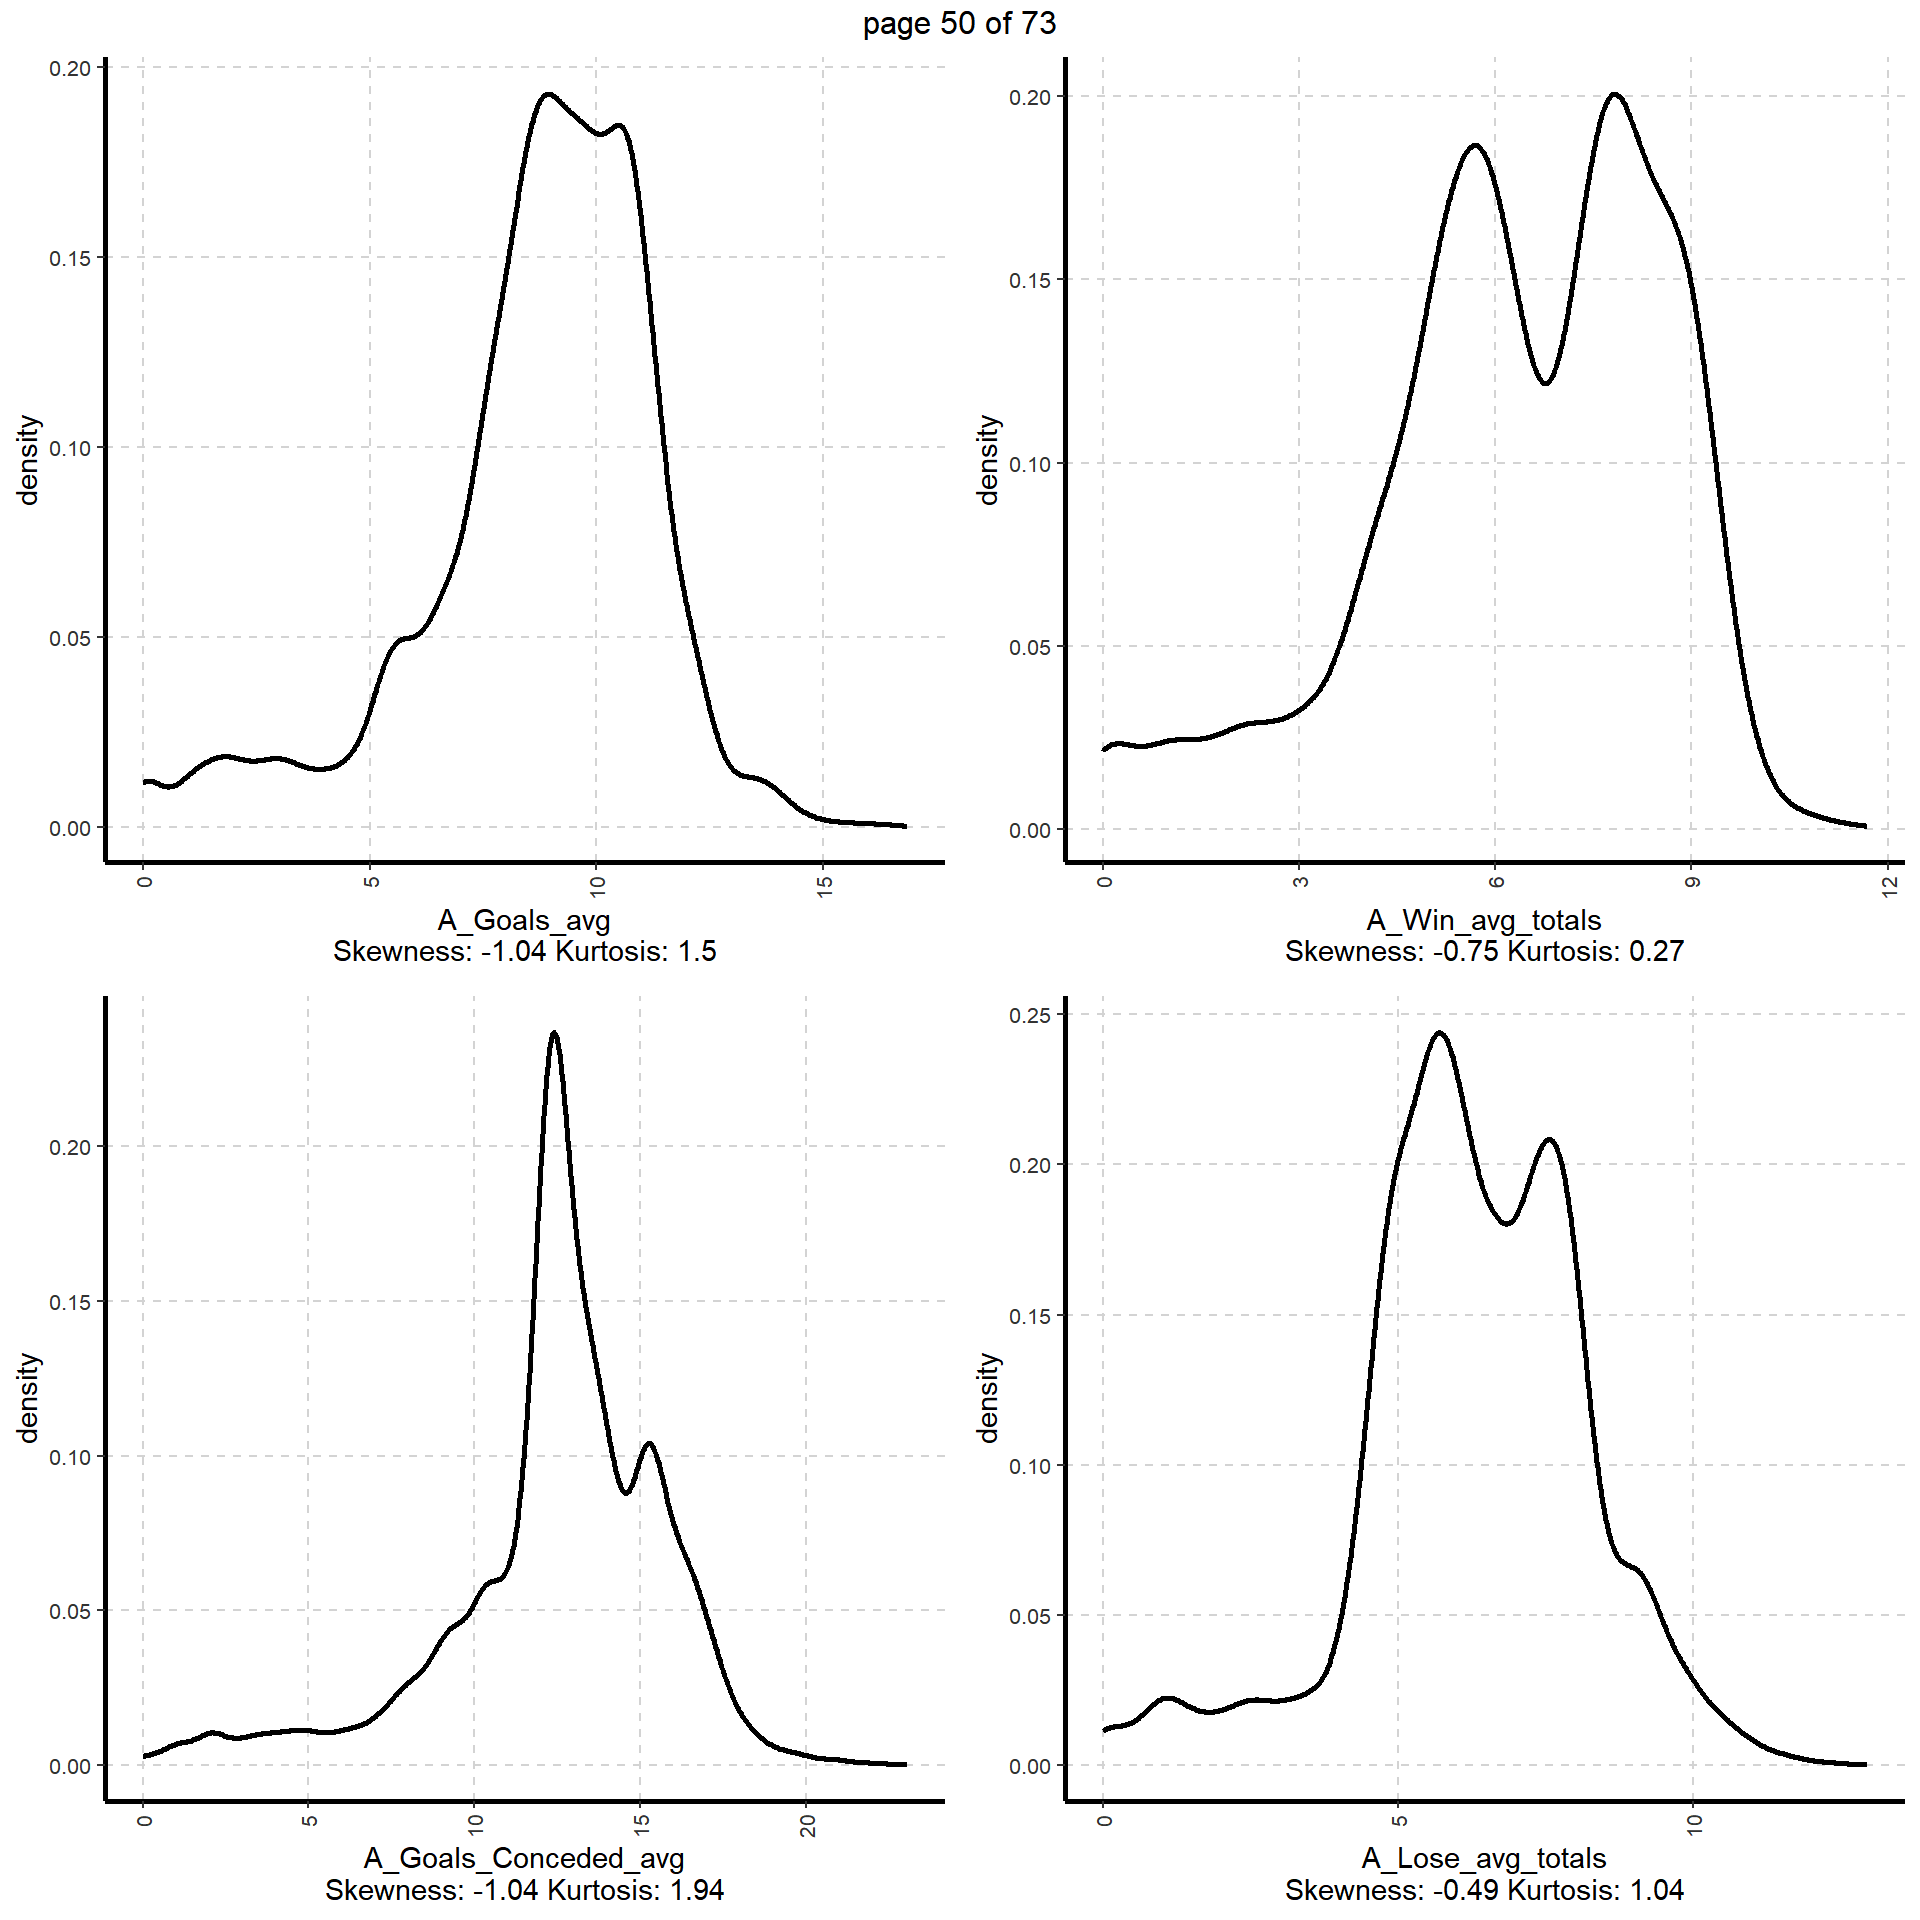 page 50 of 73
0.20
0.15
0.10
0.05
0.00
density
0
5
10
15
A_Goals_avg
Skewness: -1.04 Kurtosis: 1.5
0.20
0.15
0.10
0.05
0.00
density
0
3
6
9
12
A_Win_avg_totals
Skewness: -0.75 Kurtosis: 0.27
0.20
0.15
0.10
0.05
0.00
density
0
5
10
15
20
A_Goals_Conceded_avg
Skewness: -1.04 Kurtosis: 1.94
0.25
0.20
0.15
0.10
0.05
0.00
density
0
5
10
A_Lose_avg_totals
Skewness: -0.49 Kurtosis: 1.04